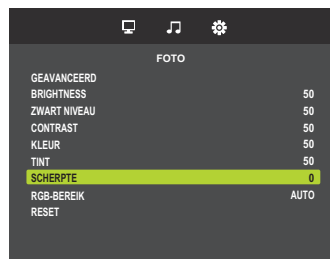 FOTO
GEAVANCEERD
BRIGHTNESS 50
ZWART NIVEAU 50
CONTRAST 50
KLEUR 50
TINT 50
SCHERPTE 0
RGB-BEREIK AUTO
RESET